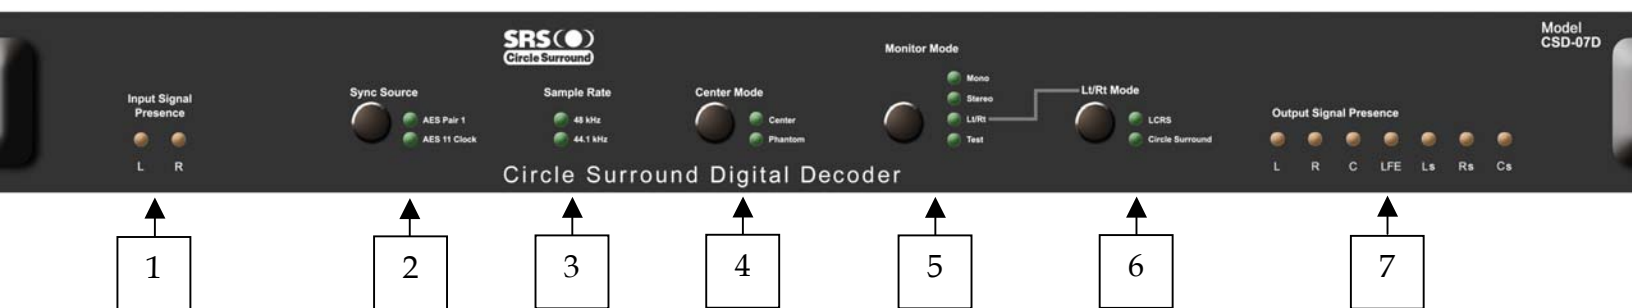 Model
CSD-07D
SRS
Circle Surround
Monitor Mode
Input Signal
Presence
L R
Sync Source
AES Pair 1
AES 11 Clock
Sample Rate
48 kHz
44.1 kHz
Center Mode
Center
Phantom
Mono
Stereo
Lt/Rt
Test
Lt/Rt Mode
LCRS
Circle Surround
Output Signal Presence
L R C LFE Ls Rs Cs
Circle Surround Digital Decoder
1 2 3 4 5 6 7